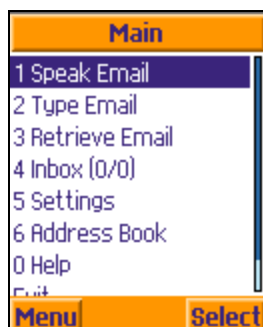 Main
1 Speak Email
2 Type Email
3 Retrieve Email
4 Inbox (0/0)
5 Settings
6 Address Book
0 Help
Exit
Menu Select